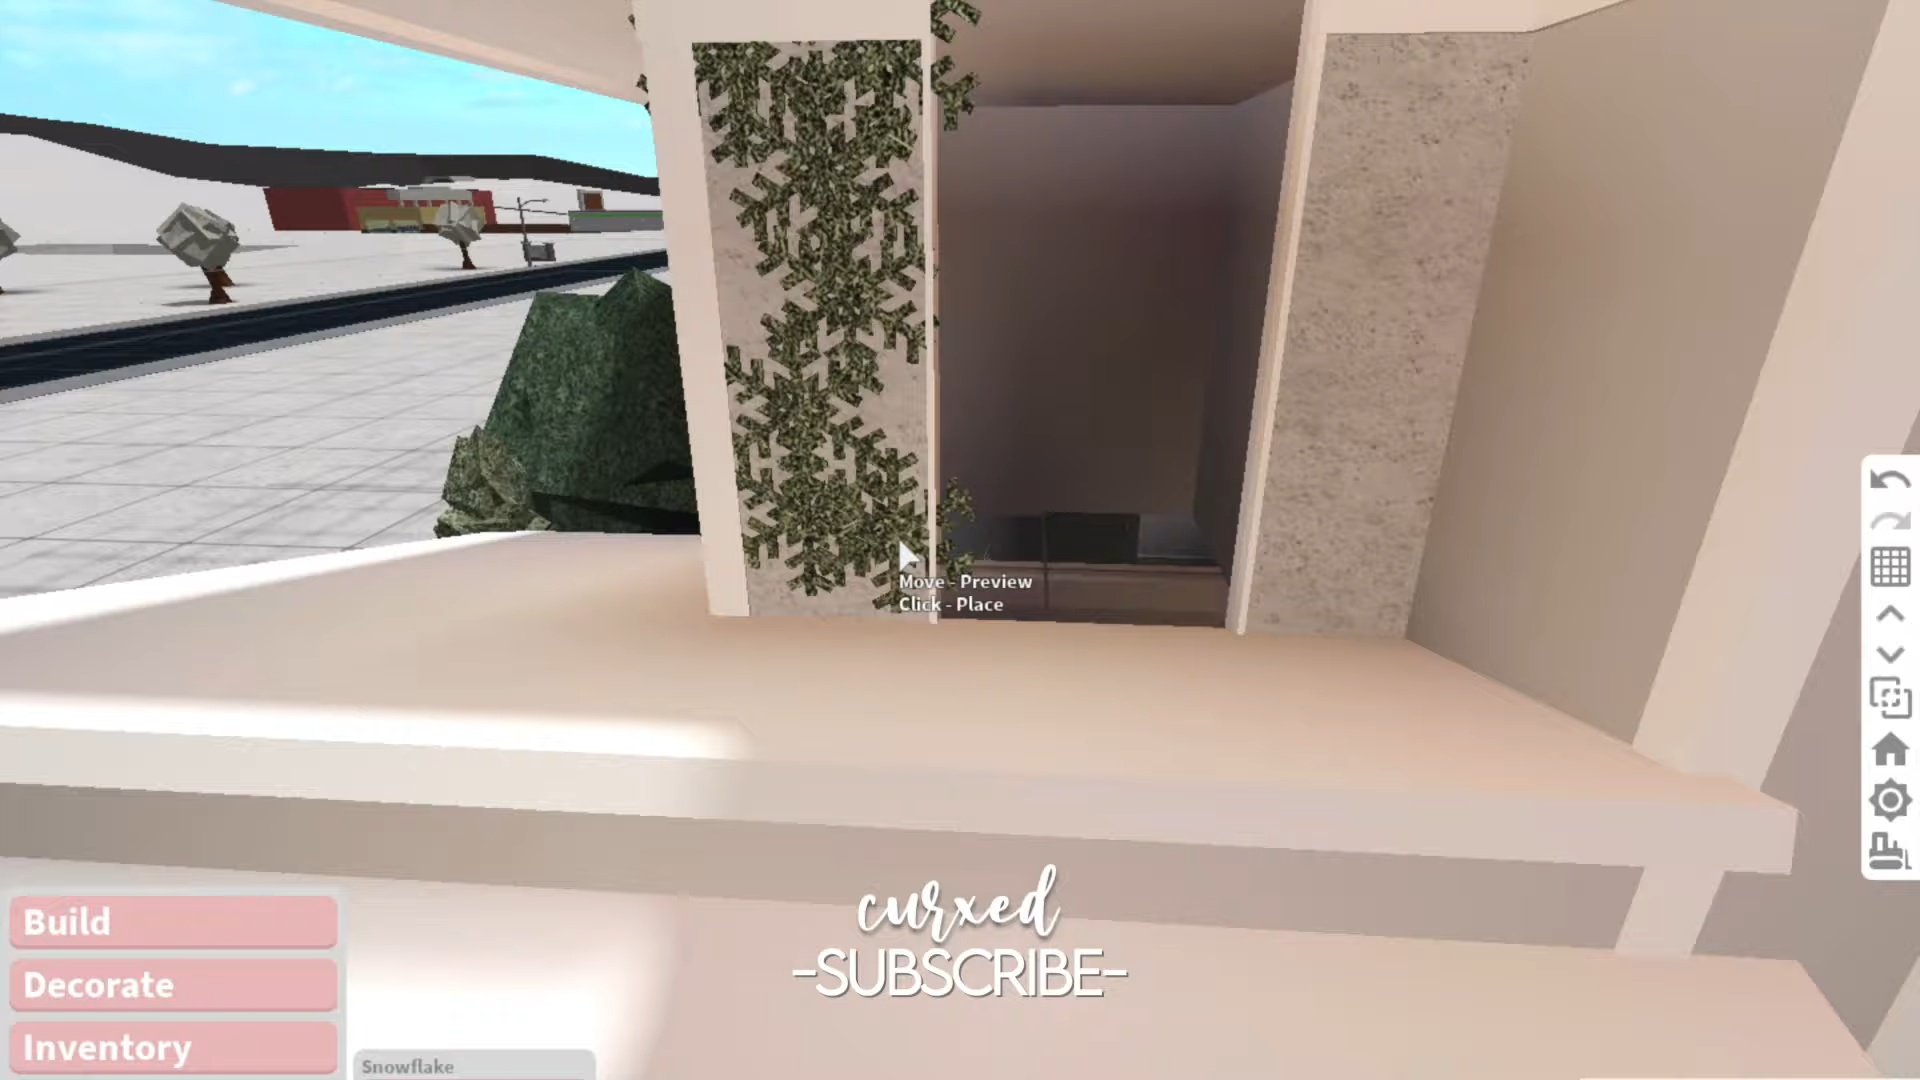 Move - Preview
Click - Place
curxed
-SUBSCRIBE-
Build
Decorate
Inventory
Snowflake